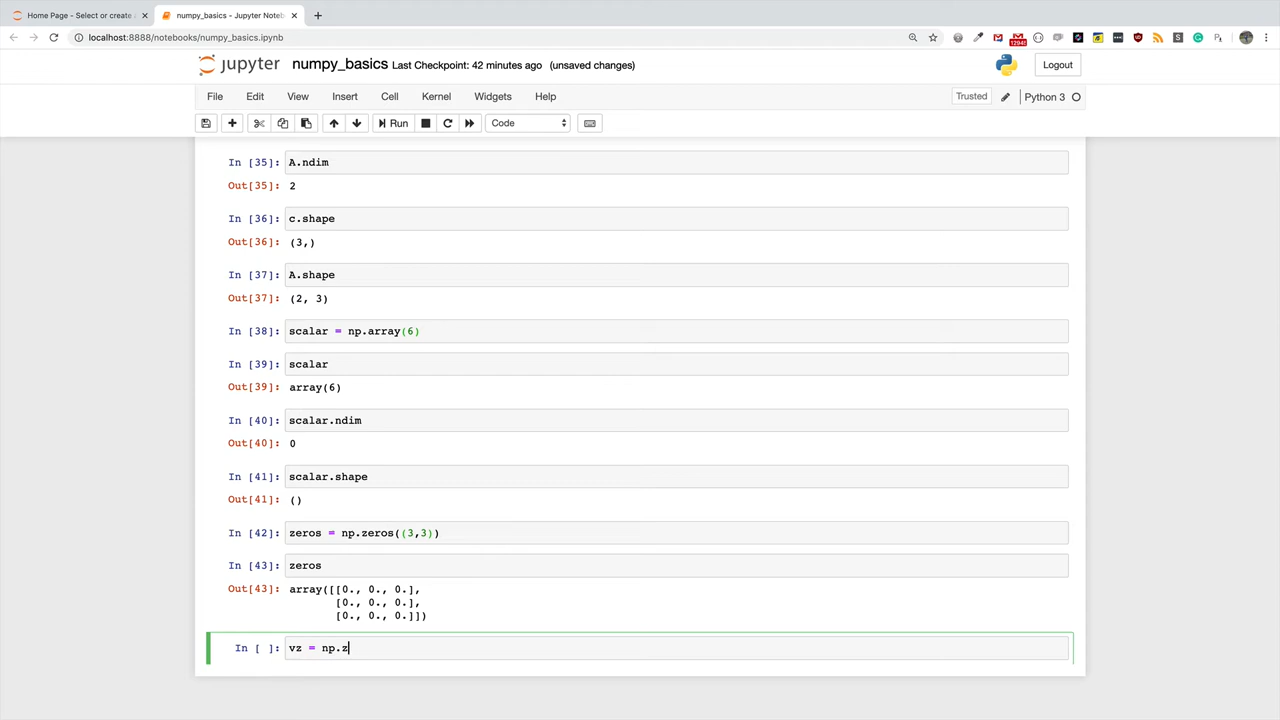 Home Page - Select or create
numpy_basics - Jupyter Noteb
localhost:8888/notebooks/numpy_basics.ipynb
1294!
jupyter numpy_basics Last Checkpoint: 42 minutes ago (unsaved changes)
Logout
File Edit View Insert Cell Kernel Widgets Help
Trusted
Python 3
Run
Code
In [35]: A.ndim
Out[35]: 2
In [36]: c.shape
Out[36]: (3,)
In [37]: A.shape
Out[37]: (2, 3)
In [38]: scalar = np.array(6)
In [39]: scalar
Out[39]: array(6)
In [40]: scalar.ndim
Out[40]: 0
In [41]: scalar.shape
Out[41]: ()
In [42]: zeros = np.zeros((3,3))
In [43]: zeros
Out[43]: array([[0., 0., 0.],
[0., 0., 0.],
[0., 0., 0.]])
In [ ]: vz = np.z